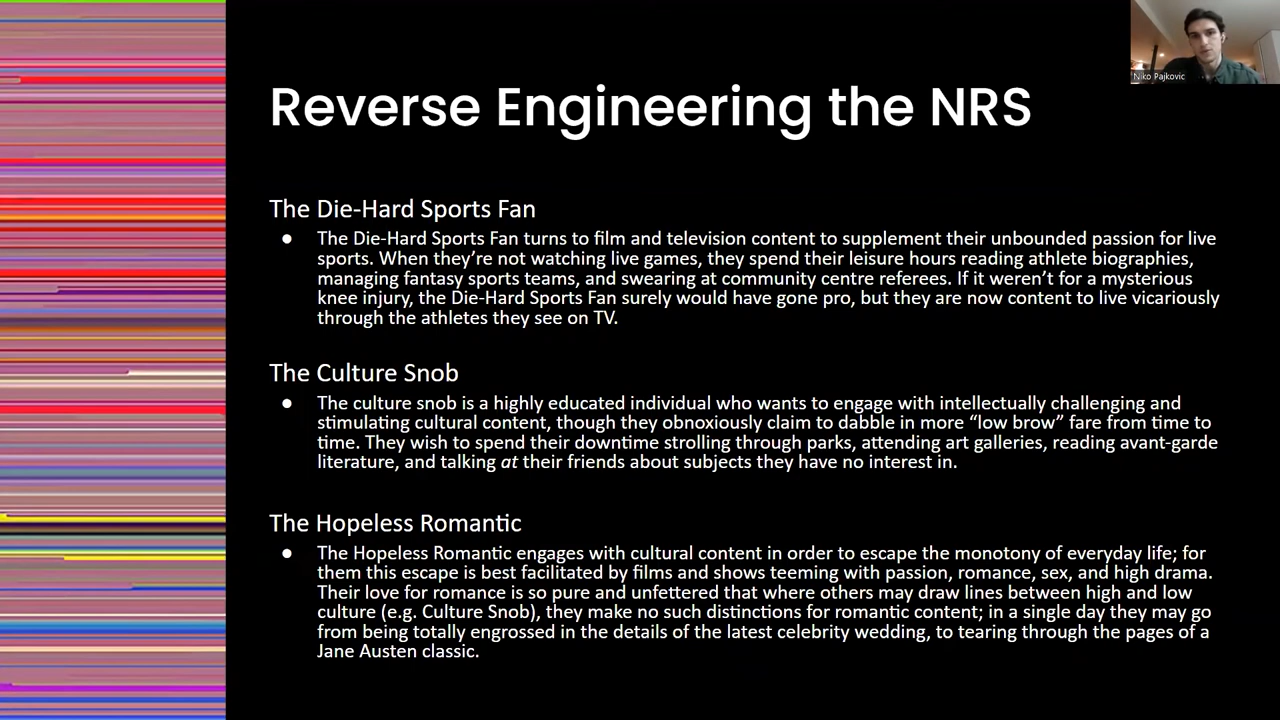 Niko Pajkovic
Reverse Engineering the NRS
The Die-Hard Sports Fan
● The Die-Hard Sports Fan turns to film and television content to supplement their unbounded passion for live
sports. When they’re not watching live games, they spend their leisure hours reading athlete biographies,
managing fantasy sports teams, and swearing at community centre referees. If it weren’t for a mysterious
knee injury, the Die-Hard Sports Fan surely would have gone pro, but they are now content to live vicariously
through the athletes they see on TV.
The Culture Snob
● The culture snob is a highly educated individual who wants to engage with intellectually challenging and
stimulating cultural content, though they obnoxiously claim to dabble in more “low brow” fare from time to
time. They wish to spend their downtime strolling through parks, attending art galleries, reading avant-garde
literature, and talking at their friends about subjects they have no interest in.
The Hopeless Romantic
● The Hopeless Romantic engages with cultural content in order to escape the monotony of everyday life; for
them this escape is best facilitated by films and shows teeming with passion, romance, sex, and high drama.
Their love for romance is so pure and unfettered that where others may draw lines between high and low
culture (e.g. Culture Snob), they make no such distinctions for romantic content; in a single day they may go
from being totally engrossed in the details of the latest celebrity wedding, to tearing through the pages of a
Jane Austen classic.